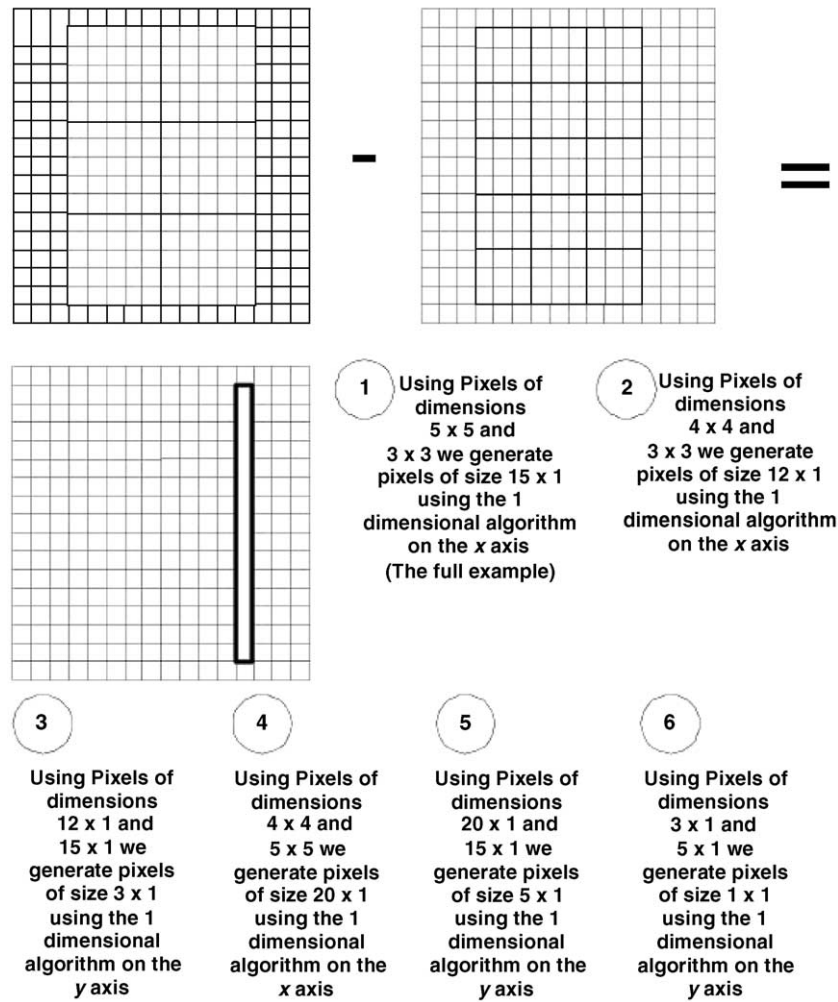 -
=
1
Using Pixels of
dimensions
5 x 5 and
3 x 3 we generate
pixels of size 15 x 1
using the 1
dimensional algorithm
on the x axis
(The full example)
2
Using Pixels of
dimensions
4 x 4 and
3 x 3 we generate
pixels of size 12 x 1
using the 1
dimensional algorithm
on the x axis
3
Using Pixels of
dimensions
12 x 1 and
15 x 1 we
generate pixels
of size 3 x 1
using the 1
dimensional
algorithm on the
y axis
4
Using Pixels of
dimensions
4 x 4 and
5 x 5 we
generate pixels
of size 20 x 1
using the 1
dimensional
algorithm on the
x axis
5
Using Pixels of
dimensions
20 x 1 and
15 x 1 we
generate pixels
of size 5 x 1
using the 1
dimensional
algorithm on the
y axis
6
Using Pixels of
dimensions
3 x 1 and
5 x 1 we
generate pixels
of size 1 x 1
using the 1
dimensional
algorithm on the
y axis